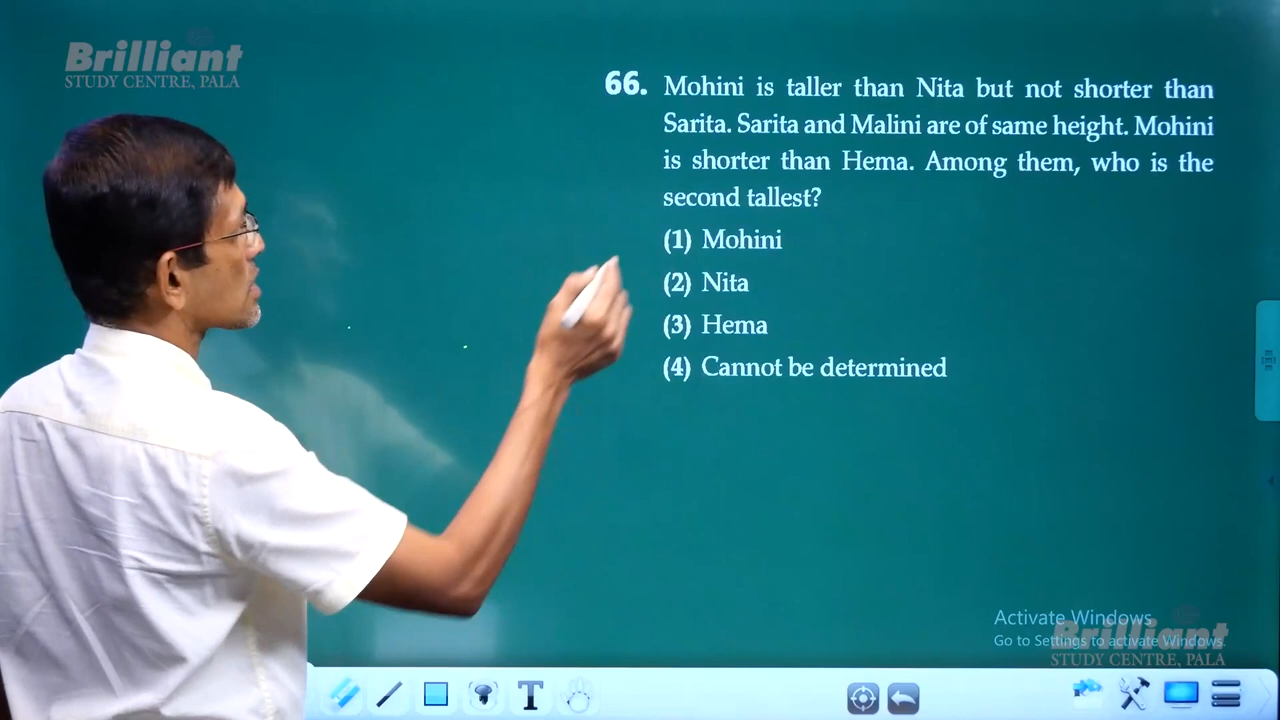 Brilliant
STUDY CENTRE, PALA
66. Mohini is taller than Nita but not shorter than
Sarita. Sarita and Malini are of same height. Mohini
is shorter than Hema. Among them, who is the
second tallest?
(1) Mohini
(2) Nita
(3) Hema
(4) Cannot be determined
Activate Windows
Go to Settings to activate Windows.
Brilliant
STUDY CENTRE, PALA
T